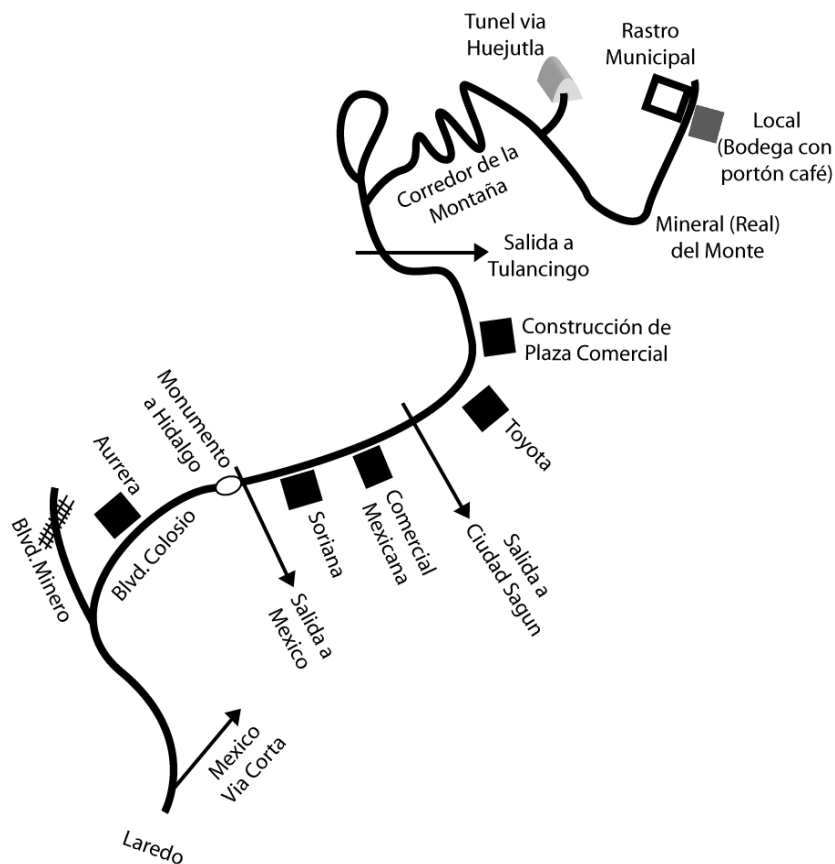 Tunel via
Huejutla
Rastro
Municipal
Local
(Bodega con
portón café)
Corredor de la
Montaña
Mineral (Real)
del Monte
Salida a
Tulancingo
Construcción de
Plaza Comercial
Toyota
Monumento
a Hidalgo
Aurrera
Blvd. Minero
Blvd. Colosio
Soriana
Comercial
Mexicana
Salida a
Ciudad Sagun
Salida a
Mexico
Mexico
Via Corta
Laredo